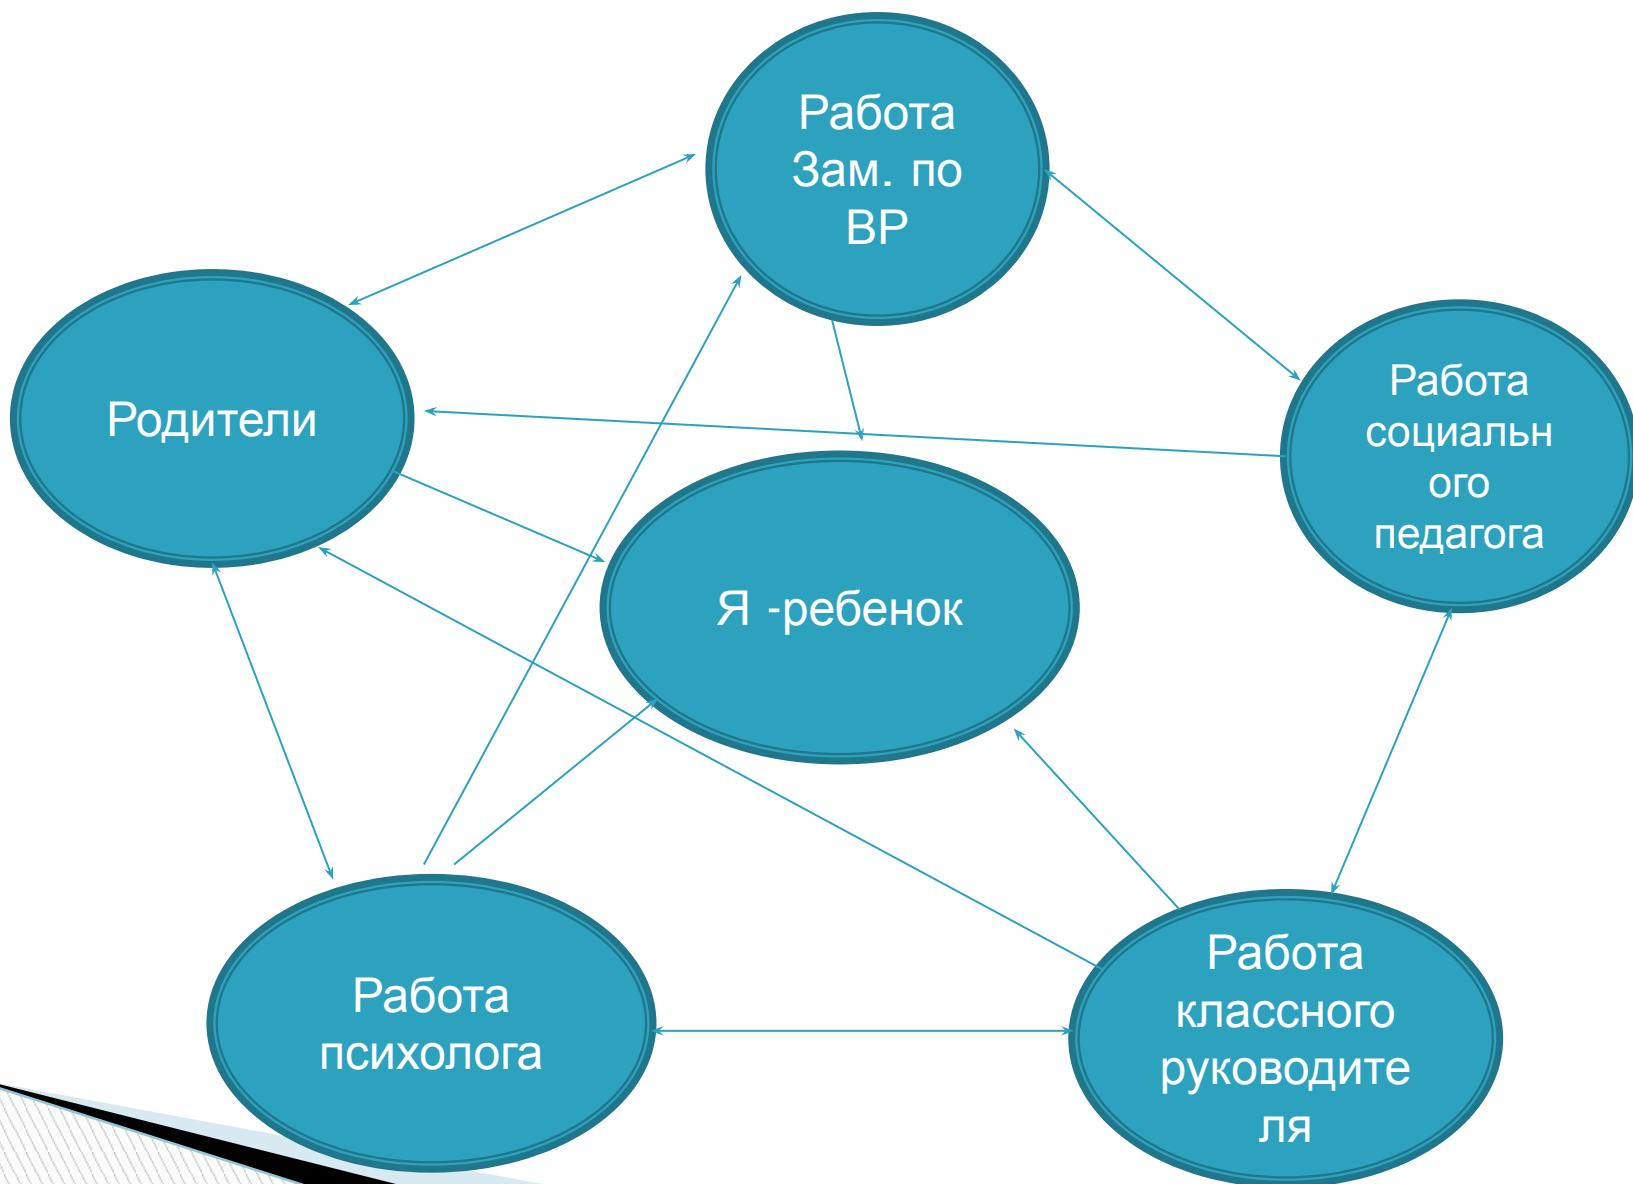 Работа
Зам. по
ВР
Родители
Работа
социальн
ого
педагога
Я -ребенок
Работа
психолога
Работа
классного
руководите
ля